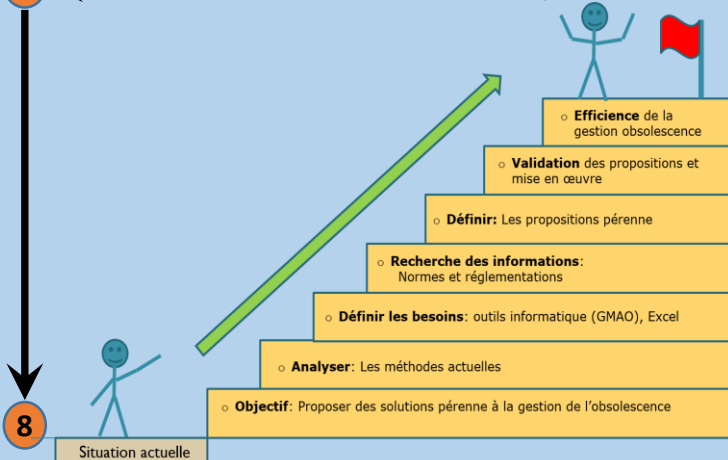 ○ Efficience de la
gestion obsolescence
○ Validation des propositions et
mise en œuvre
○ Définir: Les propositions pérenne
○ Recherche des informations:
Normes et réglementations
○ Définir les besoins: outils informatique (GMAO), Excel
○ Analyser: Les méthodes actuelles
○ Objectif: Proposer des solutions pérenne à la gestion de l’obsolescence
8
Situation actuelle